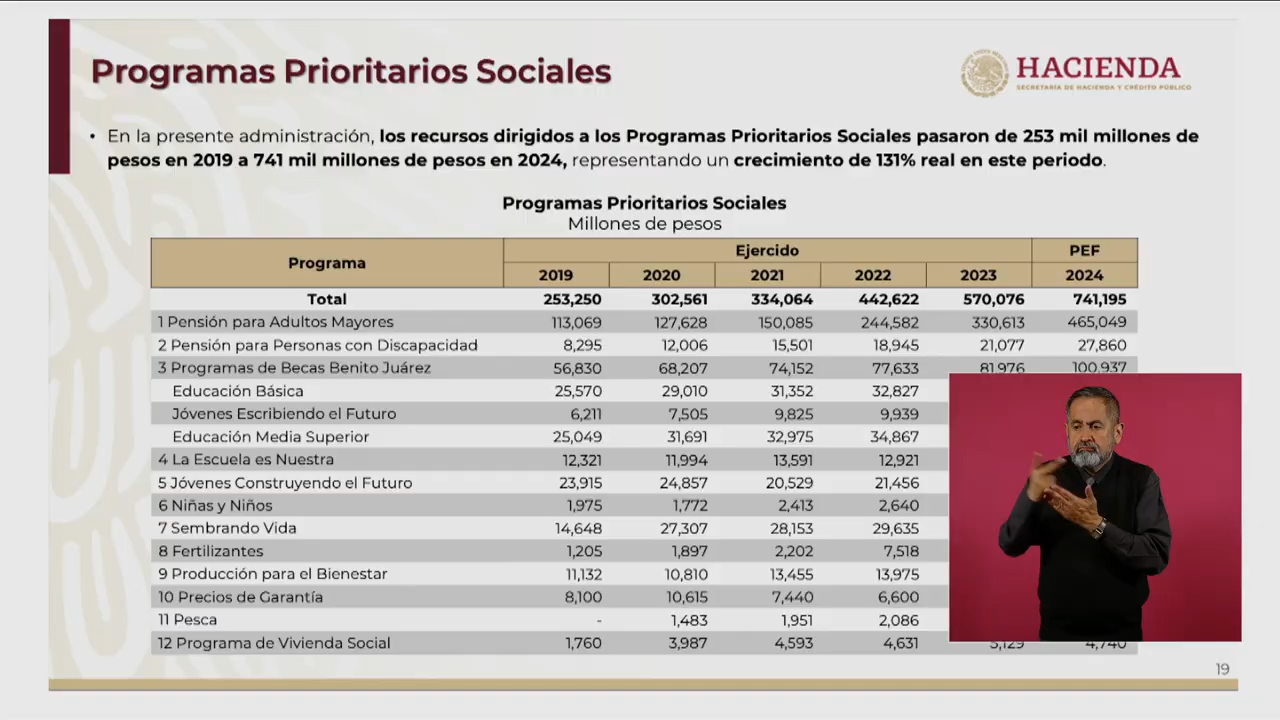 Programas Prioritarios Sociales
HACIENDA
SECRETARÍA DE HACIENDA Y CRÉDITO PÚBLICO
• En la presente administración, los recursos dirigidos a los Programas Prioritarios Sociales pasaron de 253 mil millones de
pesos en 2019 a 741 mil millones de pesos en 2024, representando un crecimiento de 131% real en este periodo.
Programas Prioritarios Sociales
Millones de pesos
Programa Ejercido PEF
2019 2020 2021 2022 2023 2024
Total 253,250 302,561 334,064 442,622 570,076 741,195
1 Pensión para Adultos Mayores 113,069 127,628 150,085 244,582 330,613 465,049
2 Pensión para Personas con Discapacidad 8,295 12,006 15,501 18,945 21,077 27,860
3 Programas de Becas Benito Juárez 56,830 68,207 74,152 77,633 81,976 100,937
Educación Básica 25,570 29,010 31,352 32,827
Jóvenes Escribiendo el Futuro 6,211 7,505 9,825 9,939
Educación Media Superior 25,049 31,691 32,975 34,867
4 La Escuela es Nuestra 12,321 11,994 13,591 12,921
5 Jóvenes Construyendo el Futuro 23,915 24,857 20,529 21,456
6 Niñas y Niños 1,975 1,772 2,413 2,640
7 Sembrando Vida 14,648 27,307 28,153 29,635
8 Fertilizantes 1,205 1,897 2,202 7,518
9 Producción para el Bienestar 11,132 10,810 13,455 13,975
10 Precios de Garantía 8,100 10,615 7,440 6,600
11 Pesca - 1,483 1,951 2,086
12 Programa de Vivienda Social 1,760 3,987 4,593 4,631 5,129 4,740
19